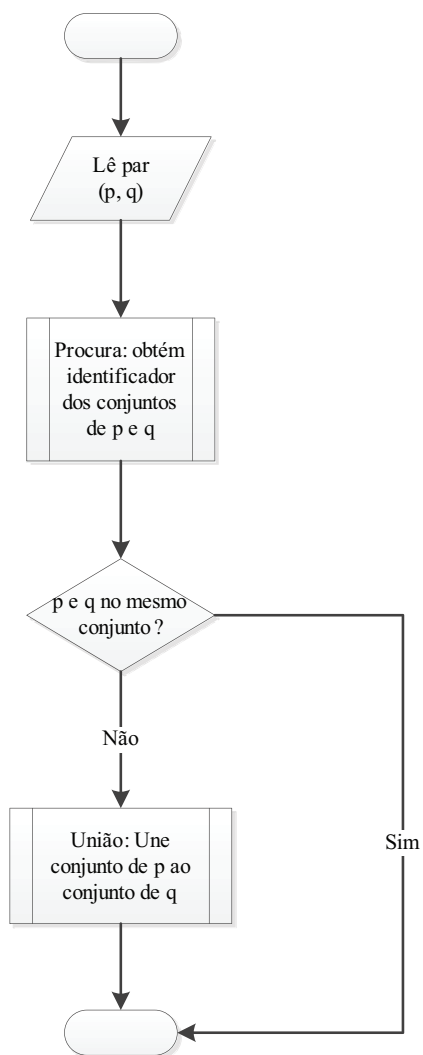 Lê par
(p, q)
Procura: obtém
identificador
dos conjuntos
de p e q
p e q no mesmo
conjunto ?
Não
Sim
União: Une
conjunto de p ao
conjunto de q